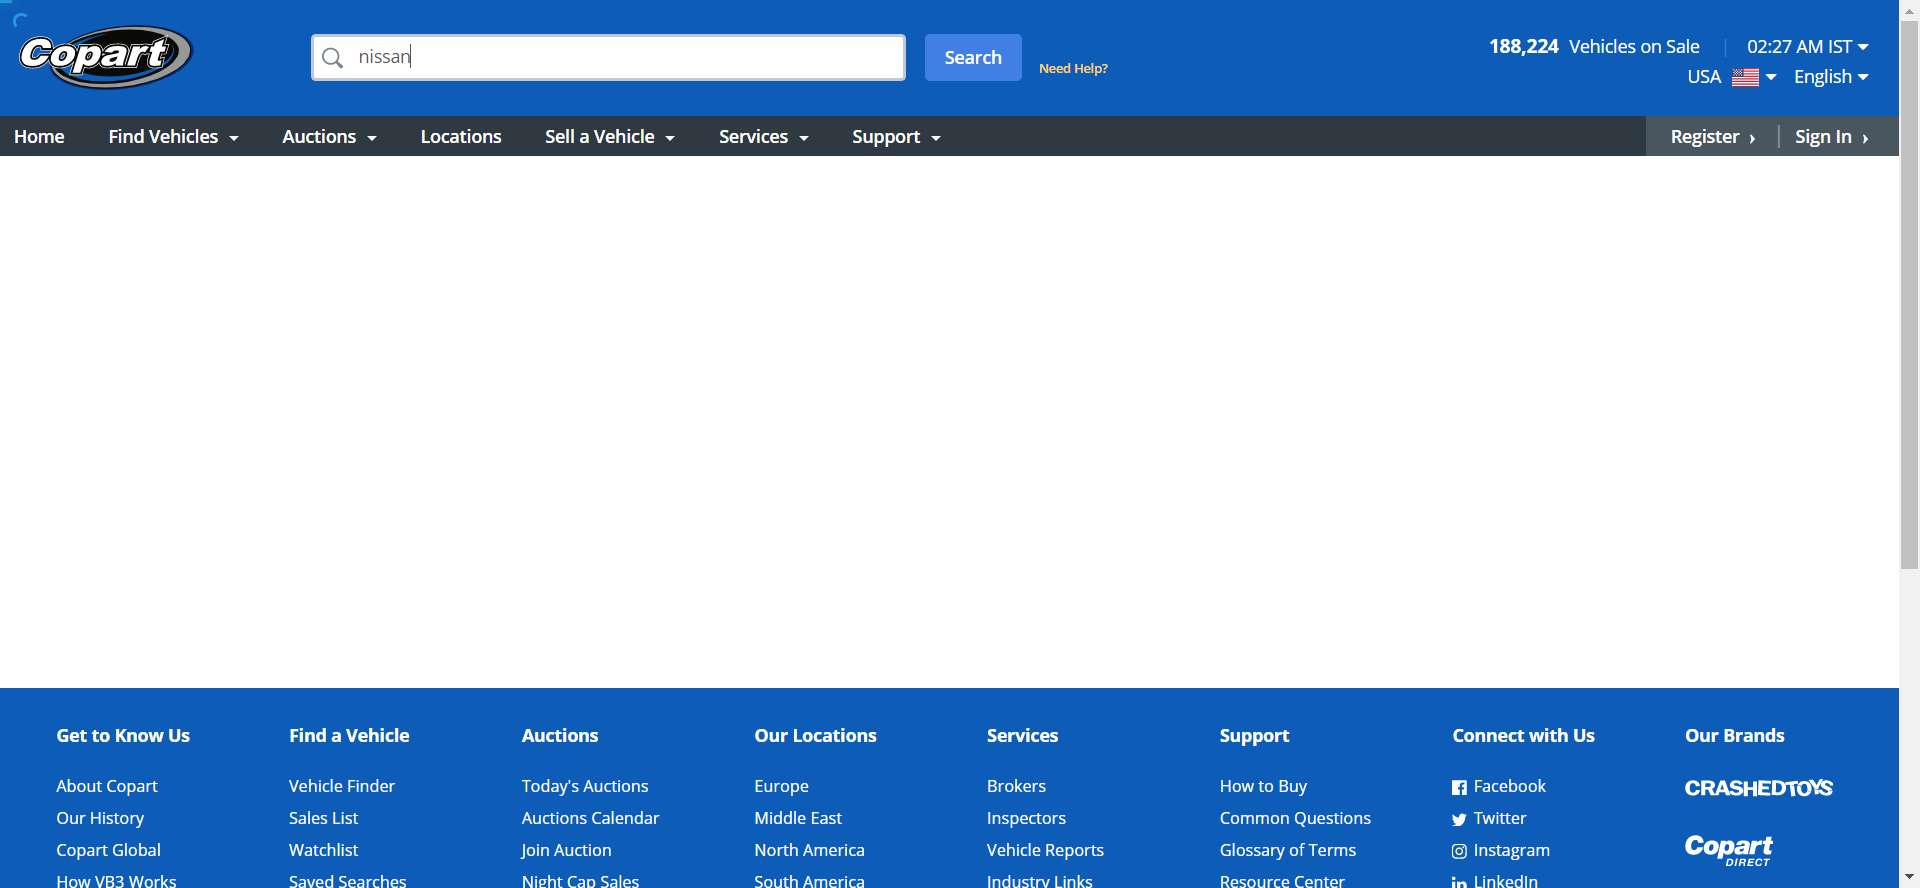 Copart
nissan
Search
Need Help?
188,224 Vehicles on Sale
02:27 AM IST
USA
English
Home
Find Vehicles
Auctions
Locations
Sell a Vehicle
Services
Support
Register
Sign In
Get to Know Us
About Copart
Our History
Copart Global
How VB3 Works
Find a Vehicle
Vehicle Finder
Sales List
Watchlist
Saved Searches
Auctions
Today's Auctions
Auctions Calendar
Join Auction
Night Cap Sales
Our Locations
Europe
Middle East
North America
South America
Services
Brokers
Inspectors
Vehicle Reports
Industry Links
Support
How to Buy
Common Questions
Glossary of Terms
Resource Center
Connect with Us
Facebook
Twitter
Instagram
LinkedIn
Our Brands
CRASHEDTOYS
Copart
DIRECT